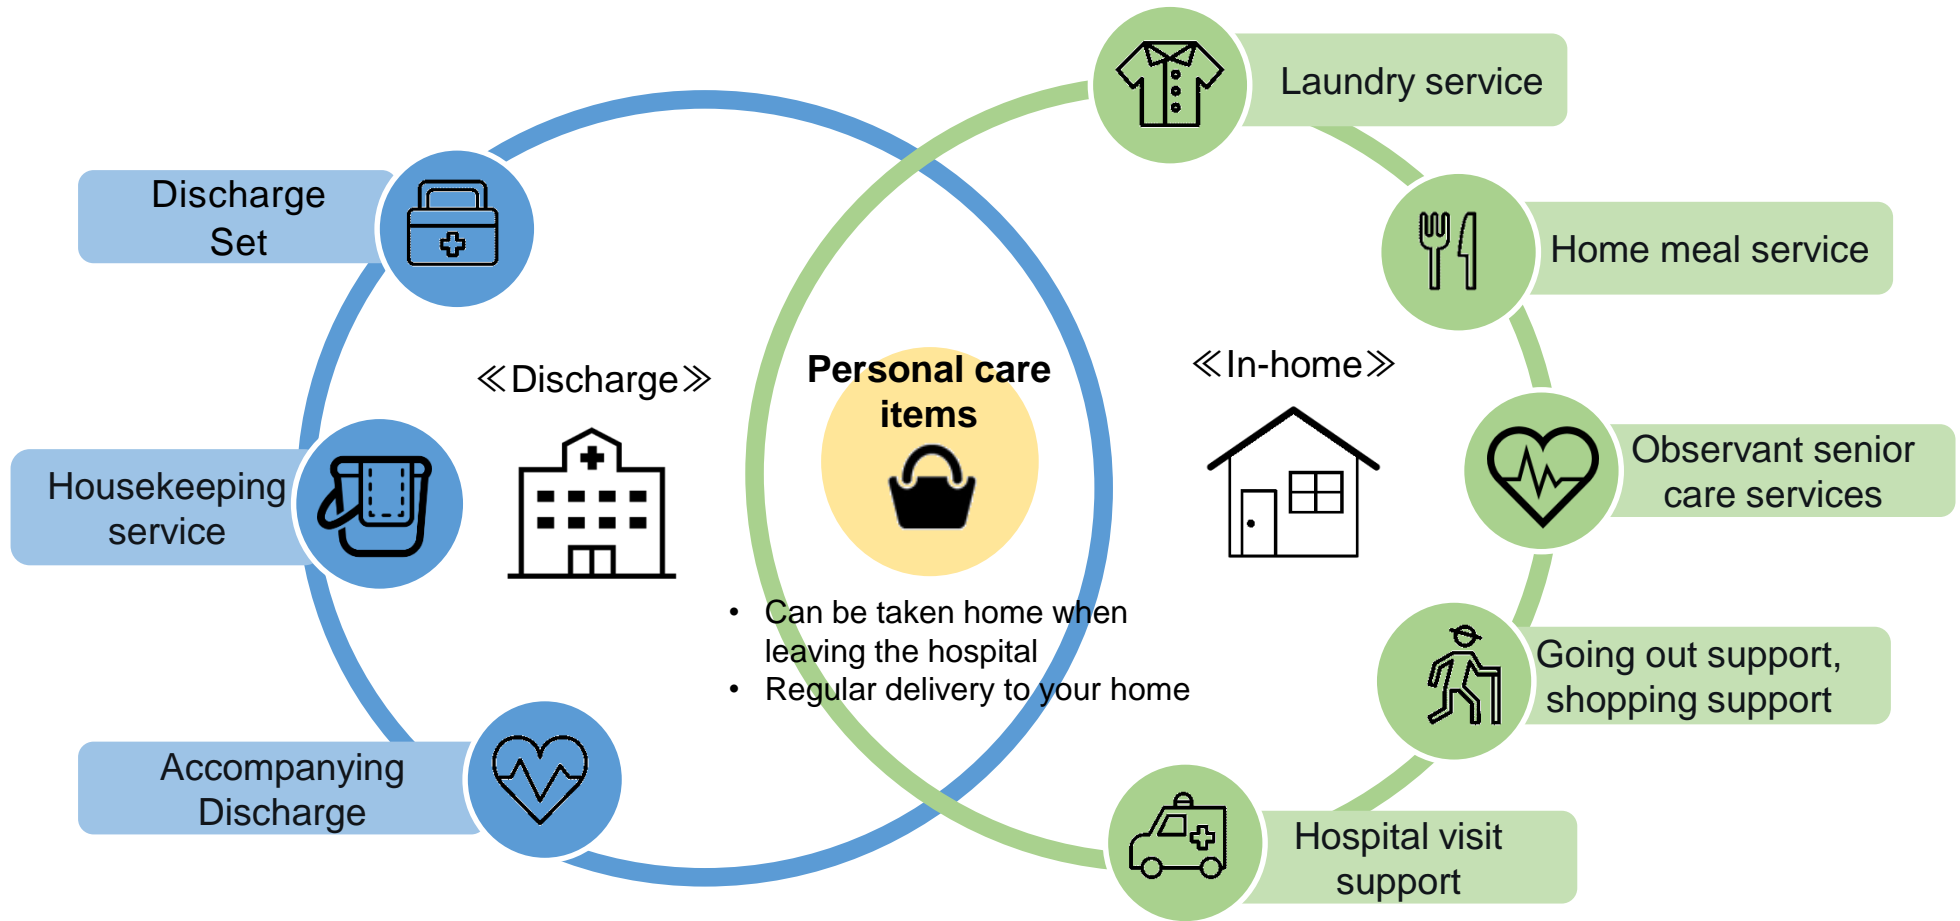 Discharge
Set
Housekeeping
service
Accompanying
Discharge
≪Discharge≫
Personal care
items
• Can be taken home when
leaving the hospital
• Regular delivery to your home
≪In-home≫
Laundry service
Home meal service
Observant senior
care services
Going out support,
shopping support
Hospital visit
support